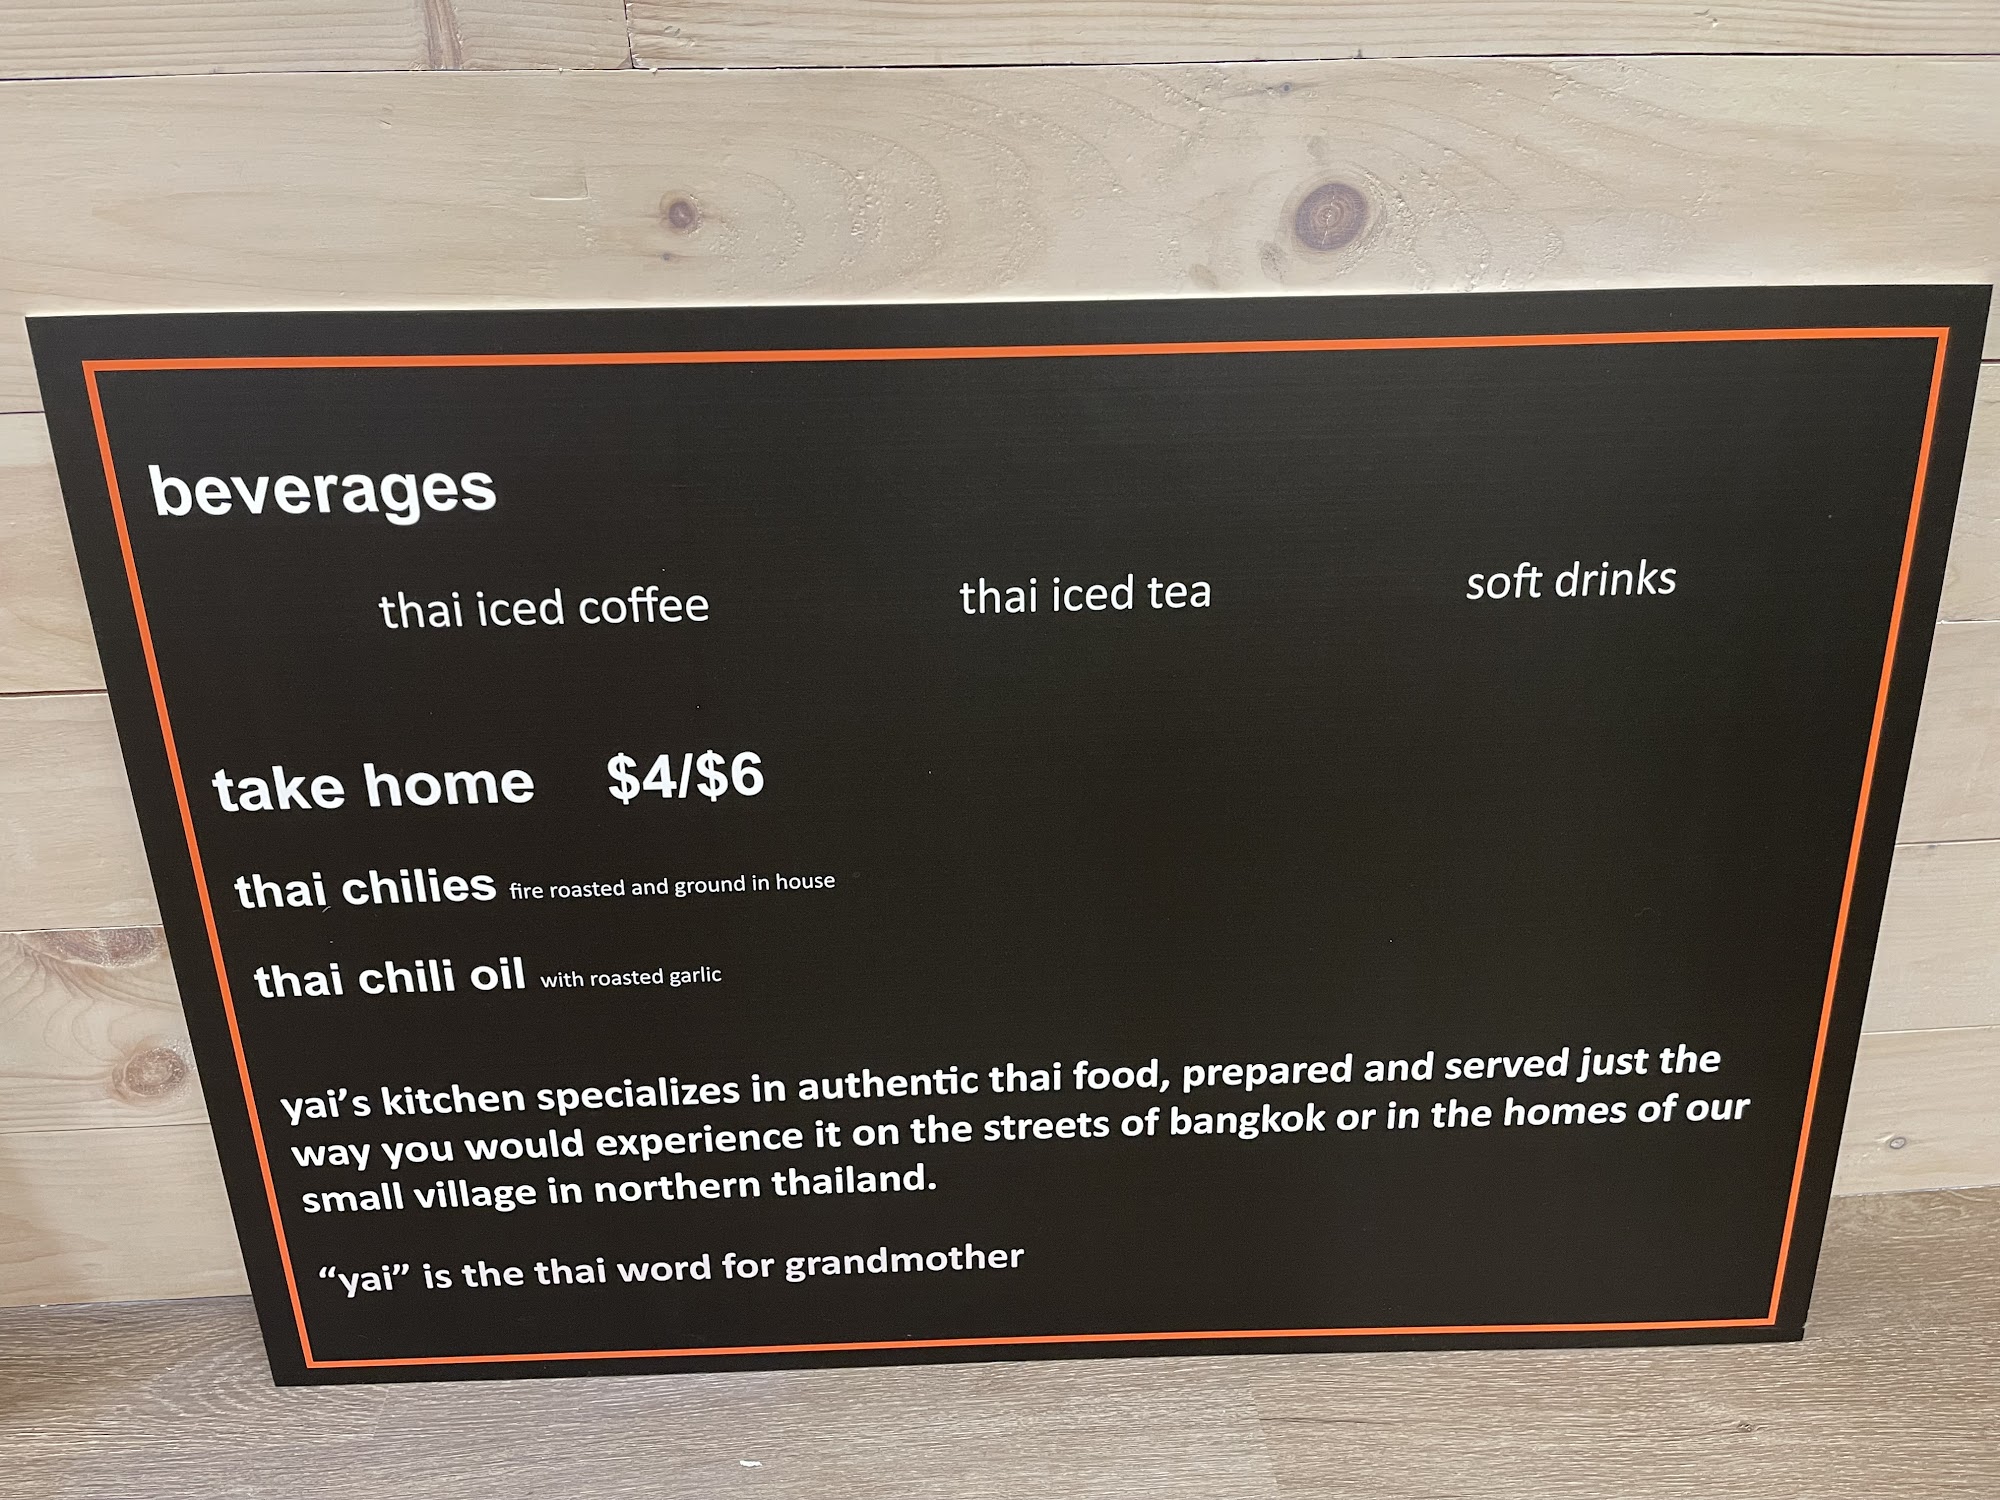 beverages
thai iced coffee thai iced tea soft drinks
take home $4/$6
thai chilies fire roasted and ground in house
thai chili oil with roasted garlic
yai's kitchen specializes in authentic thai food, prepared and served just the
way you would experience it on the streets of bangkok or in the homes of our
small village in northern thailand.
“yai” is the thai word for grandmother